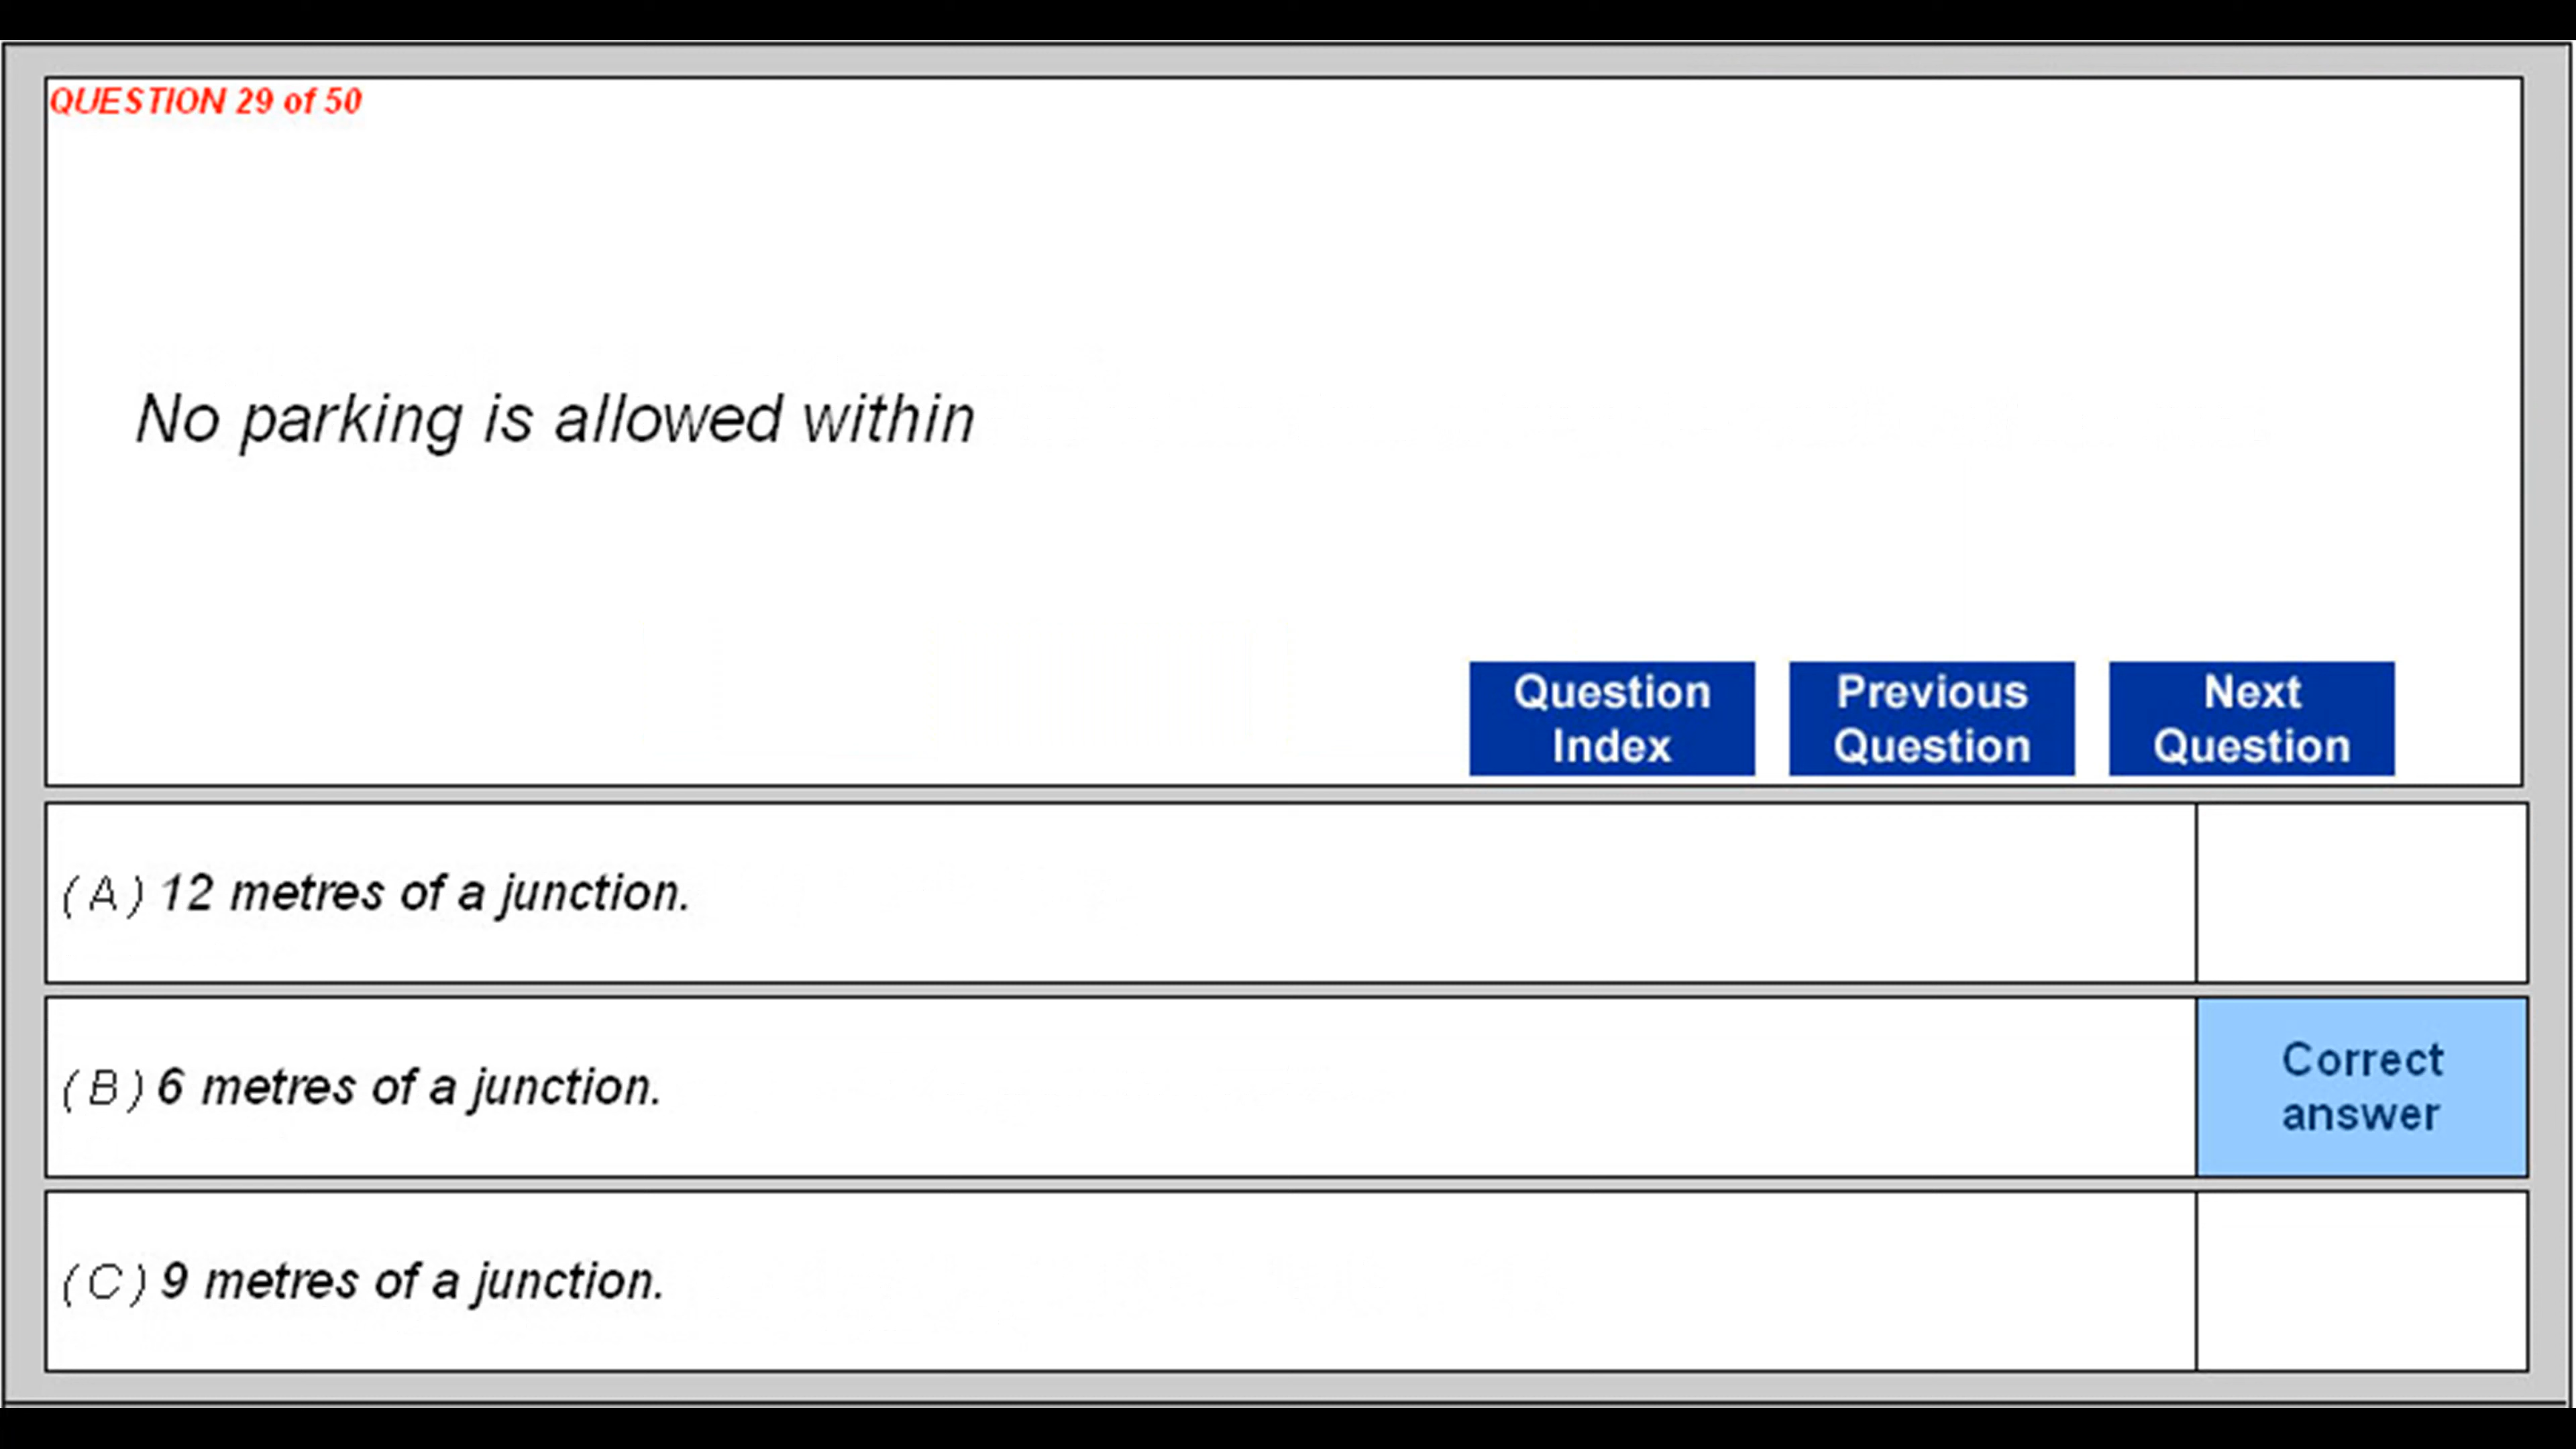 QUESTION 29 of 50
No parking is allowed within
Question
Index
Previous
Question
Next
Question
(A) 12 metres of a junction.
(B) 6 metres of a junction.
Correct
answer
(C) 9 metres of a junction.